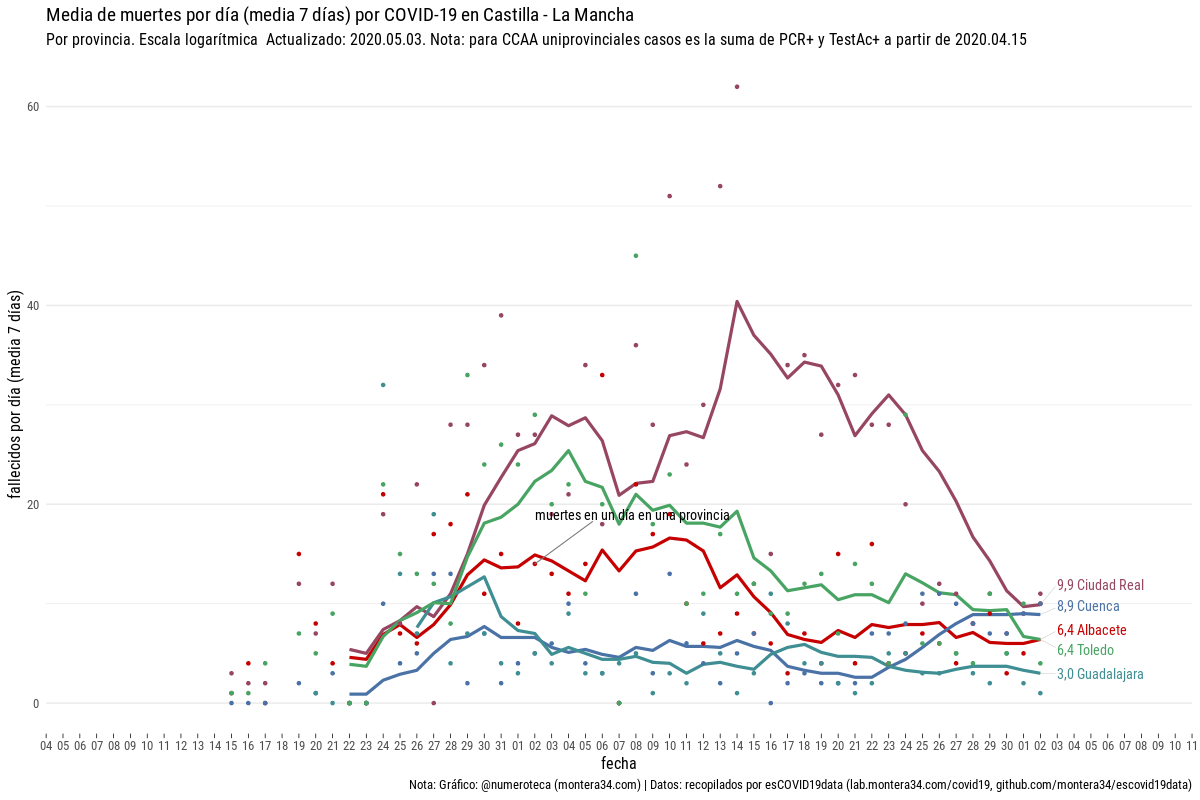 Media de muertes por día (media 7 días) por COVID-19 en Castilla - La Mancha
Por provincia. Escala logarítmica  Actualizado: 2020.05.03. Nota: para CCAA uniprovinciales casos es la suma de PCR+ y TestAc+ a partir de 2020.04.15
fallecidos por día (media 7 días)
60
40
20
0
muertes en un día en una provincia
9,9 Ciudad Real
8,9 Cuenca
6,4 Albacete
6,4 Toledo
3,0 Guadalajara
04 05 06 07 08 09 10 11 12 13 14 15 16 17 18 19 20 21 22 23 24 25 26 27 28 29 30 31 01 02 03 04 05 06 07 08 09 10 11 12 13 14 15 16 17 18 19 20 21 22 23 24 25 26 27 28 29 30 01 02 03 04 05 06 07 08 09 10 11
fecha
Nota: Gráfico: @numeroteca (montera34.com) | Datos: recopilados por esCOVID19data (lab.montera34.com/covid19, github.com/montera34/escovid19data)